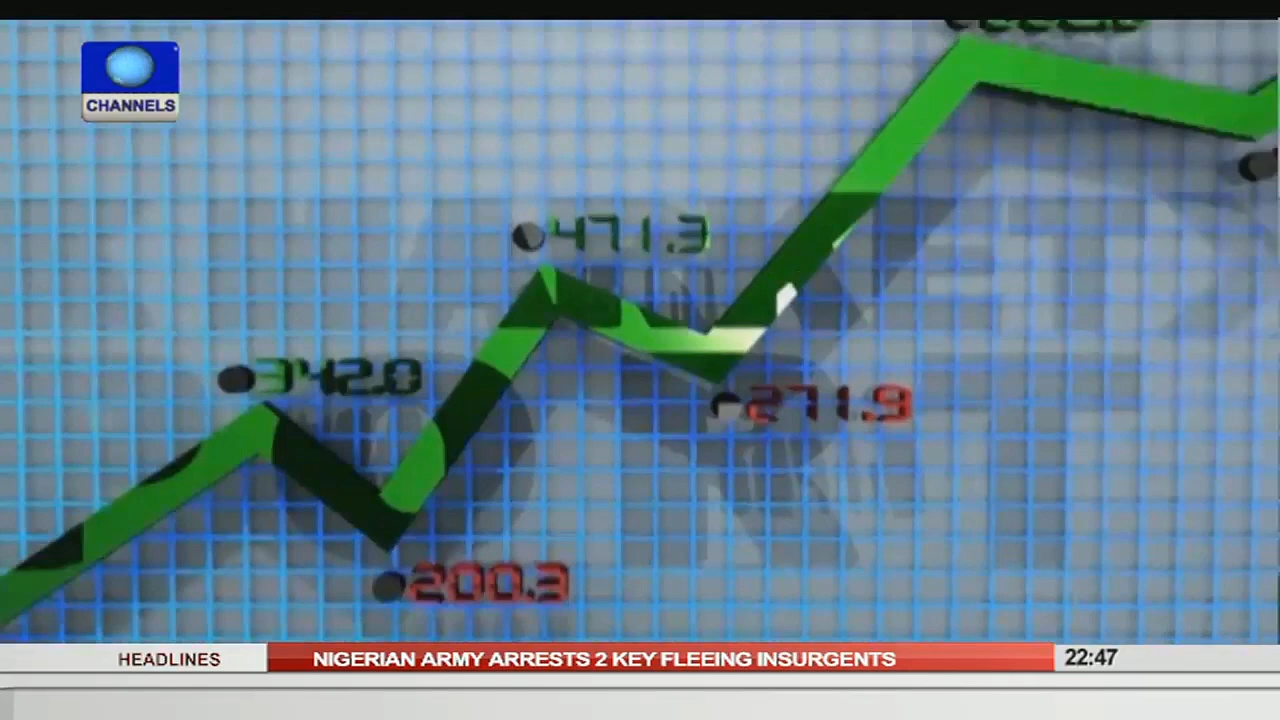 CHANNELS
471.3
342.0
271.9
200.3
HEADLINES
NIGERIAN ARMY ARRESTS 2 KEY FLEEING INSURGENTS
22:47